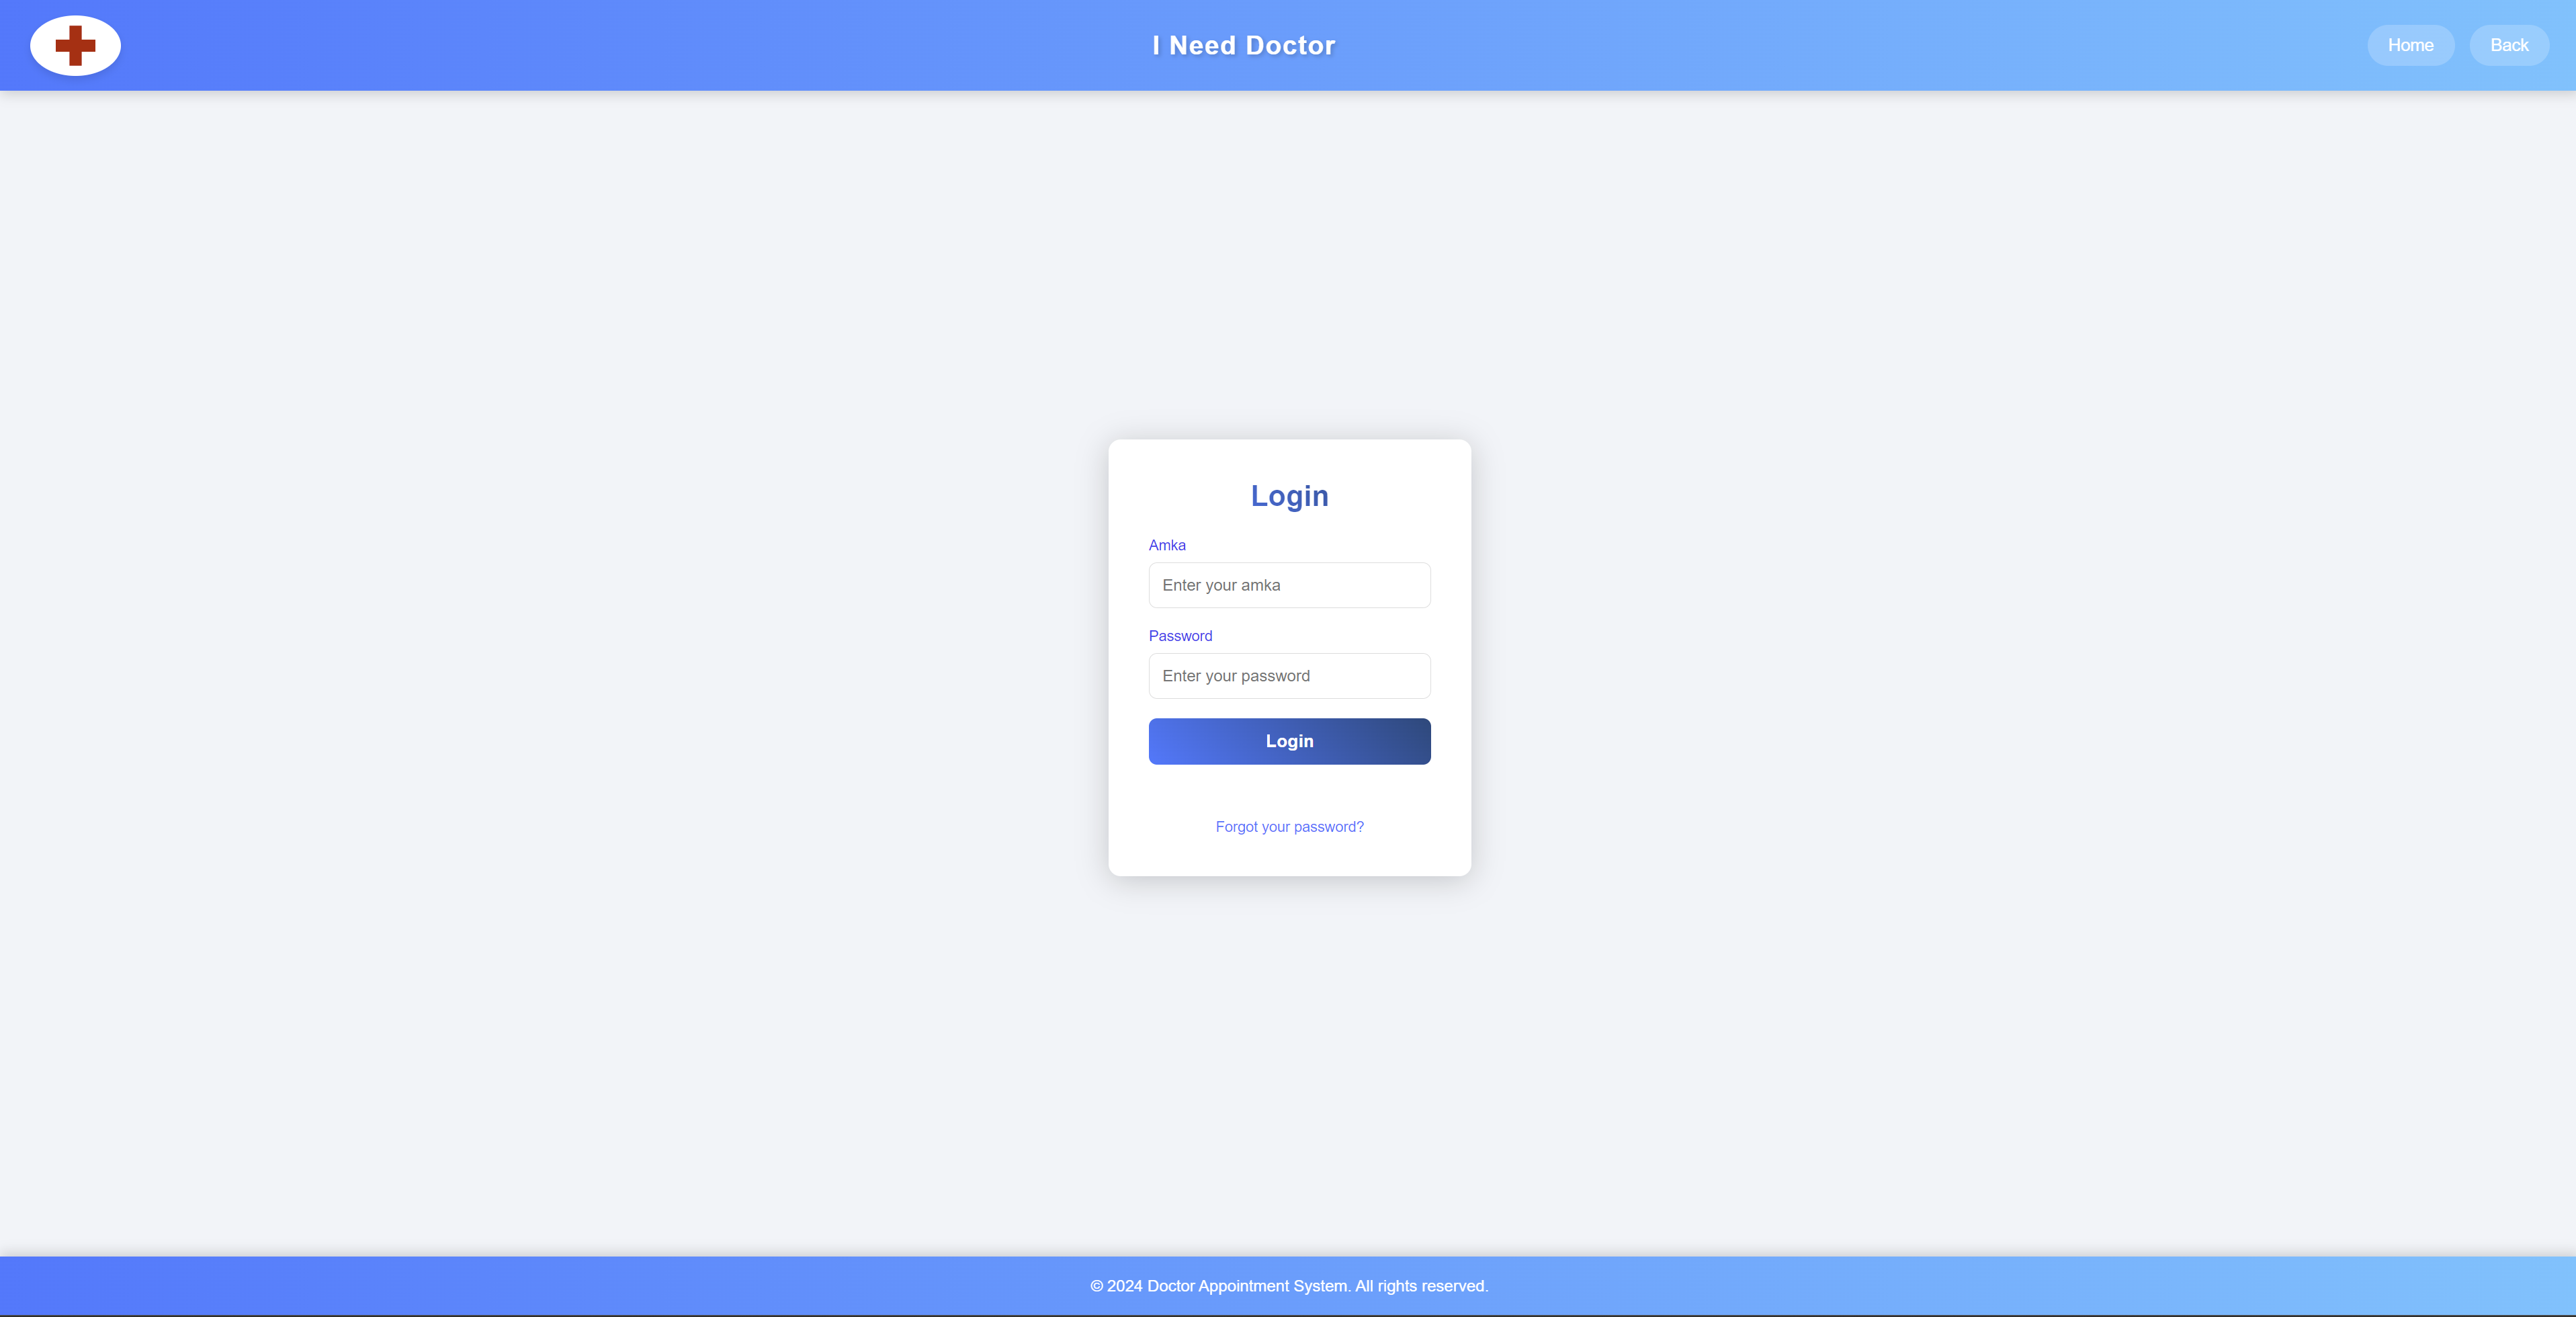 I Need Doctor
Home
Back
Login
Amka
Enter your amka
Password
Enter your password
Login
Forgot your password?
© 2024 Doctor Appointment System. All rights reserved.